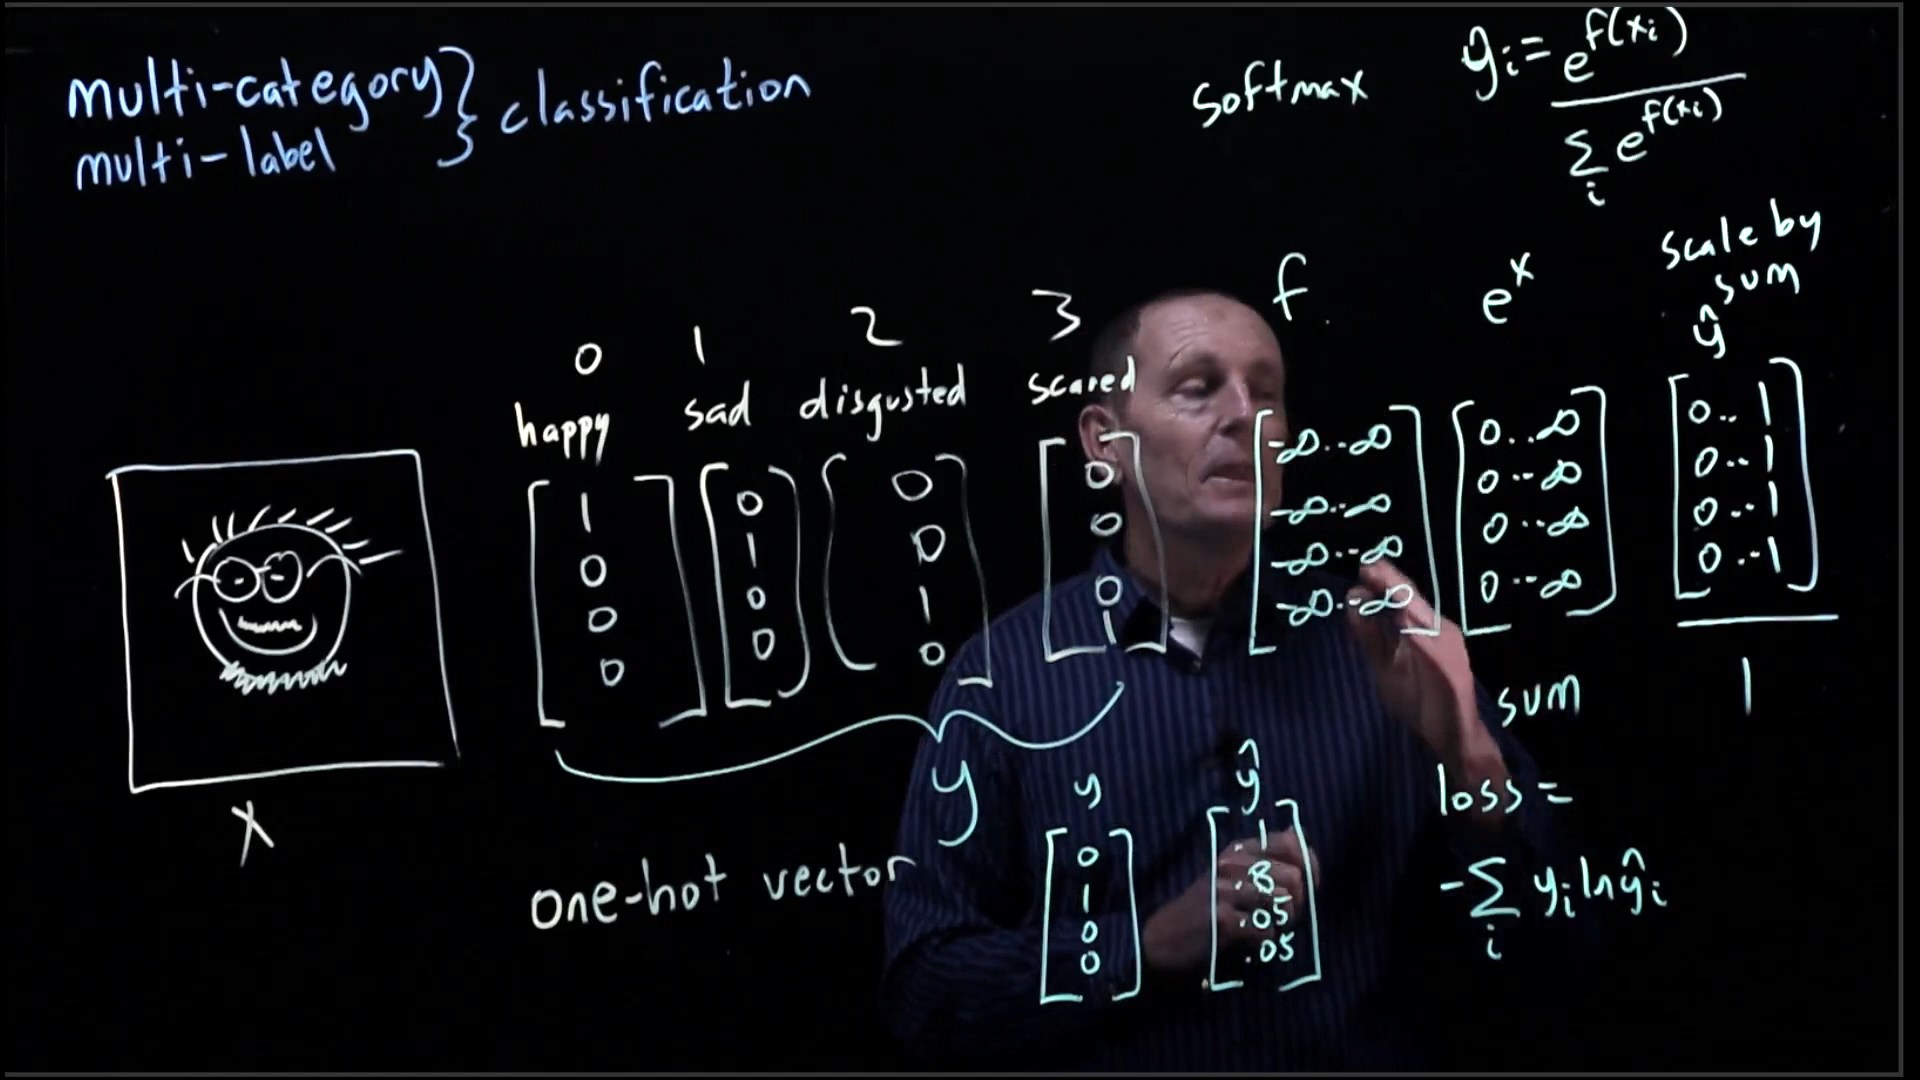 multi-category } classification
multi-label
softmax ŷi = e^f(xi) / Σi e^f(xi)
scale by sum
0 1 2 3 f e^x ŷ
happy sad disgusted scared
[1 0 0 0] [0 1 0 0] [0 0 1 0] [0 0 0 1] [-∞..∞ -∞..∞ -∞..∞ -∞..∞] [0..∞ 0..∞ 0..∞ 0..∞] [0..1 0..1 0..1 0..1]
sum 1
x
y
one-hot vector
y ŷ
[0 1 0 0] [.1 .8 .05 .05]
loss =
-Σi yi ln ŷi